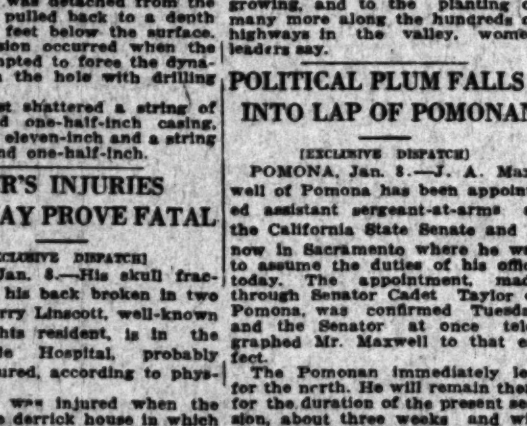 was detached from the
pulled back to a depth
feet below the surface.
sion occurred when the
mpted to force the dyna-
n the hole with drilling
st shattered a string of
d one-half-inch casing,
eleven-inch and a string
nd one-half-inch.
R'S INJURIES
AY PROVE FATAL
CLUSIVE DISPATCH]
Jan. 8.—His skull frac-
his back broken in two
rry Linscott, well-known
hts resident, is in the
le Hospital, probably
ured, according to phys-
was injured when the
e derrick house in which
growing, and to the planting
many more along the hundreds
highways in the valley, wome
leaders say.
POLITICAL PLUM FALLS
INTO LAP OF POMONAN
[EXCLUSIVE DISPATCH]
POMONA, Jan. 8.—J. A. Max
well of Pomona has been appoin
ed assistant sergeant-at-arms
the California State Senate and
now in Sacramento where he wa
to assume the duties of his offi
today. The appointment, mad
through Senator Cadet Taylor
Pomona, was confirmed Tuesda
and the Senator at once tele
graphed Mr. Maxwell to that e
fect.
The Pomonan immediately le
for the north. He will remain the
for the duration of the present se
sion, about three weeks and wi